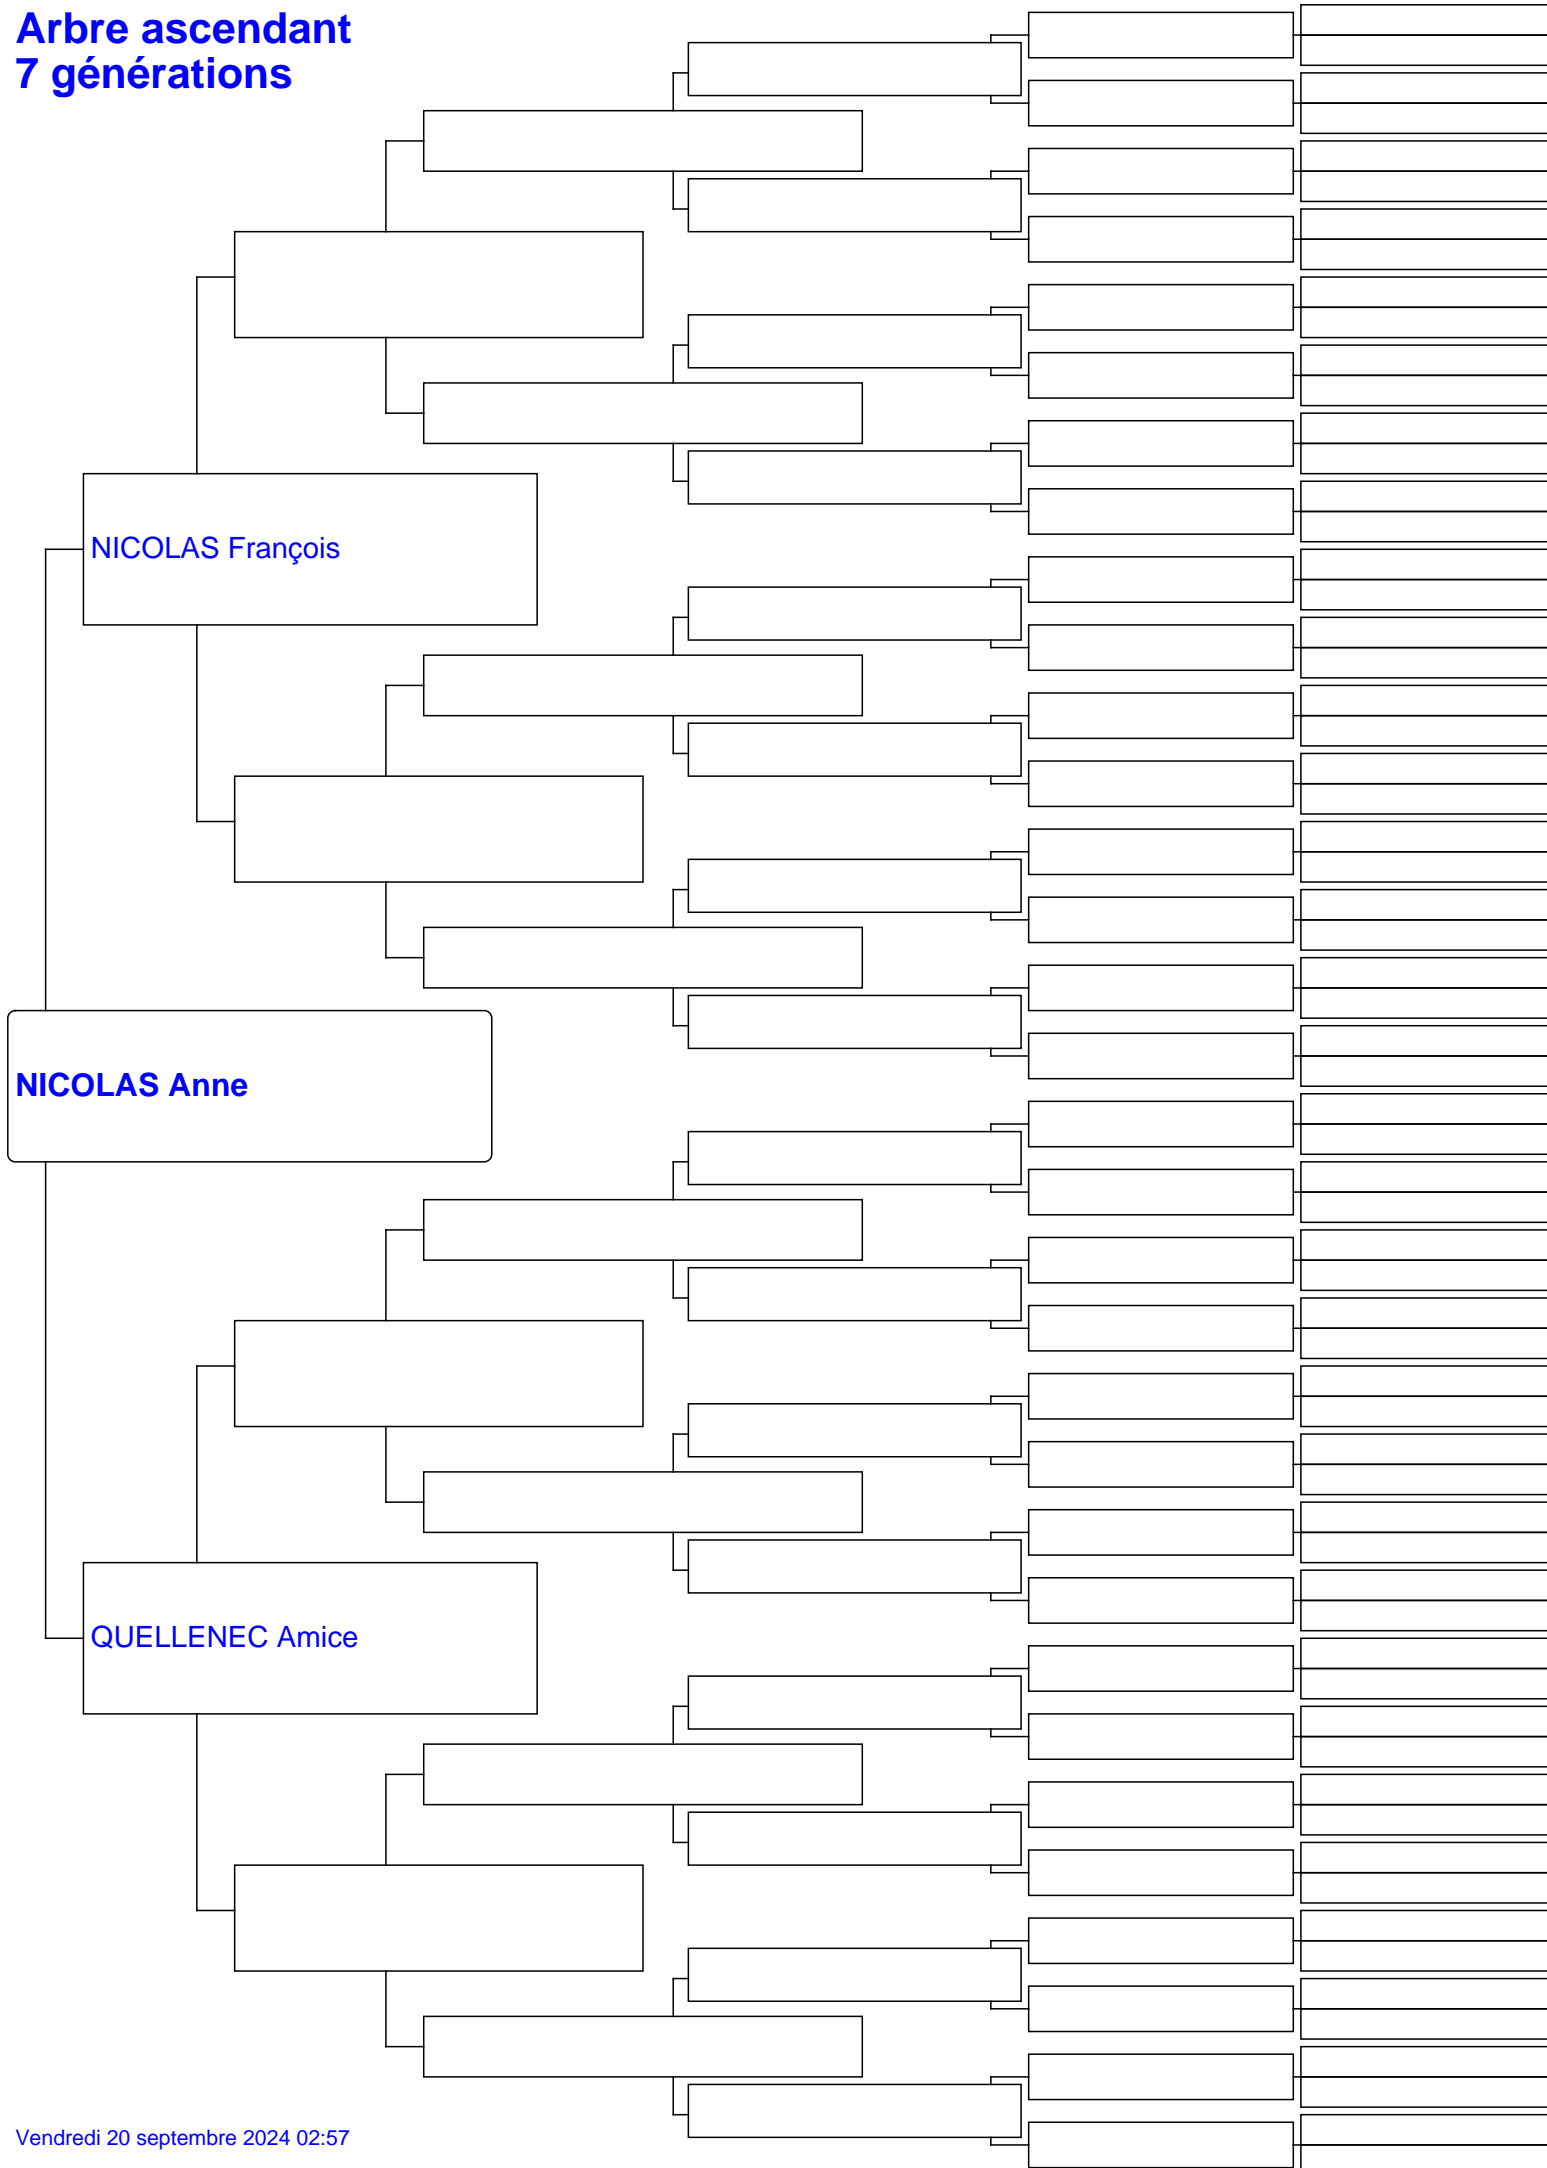 Arbre ascendant
7 générations
NICOLAS François
NICOLAS Anne
QUELLENEC Amice
Vendredi 20 septembre 2024 02:57